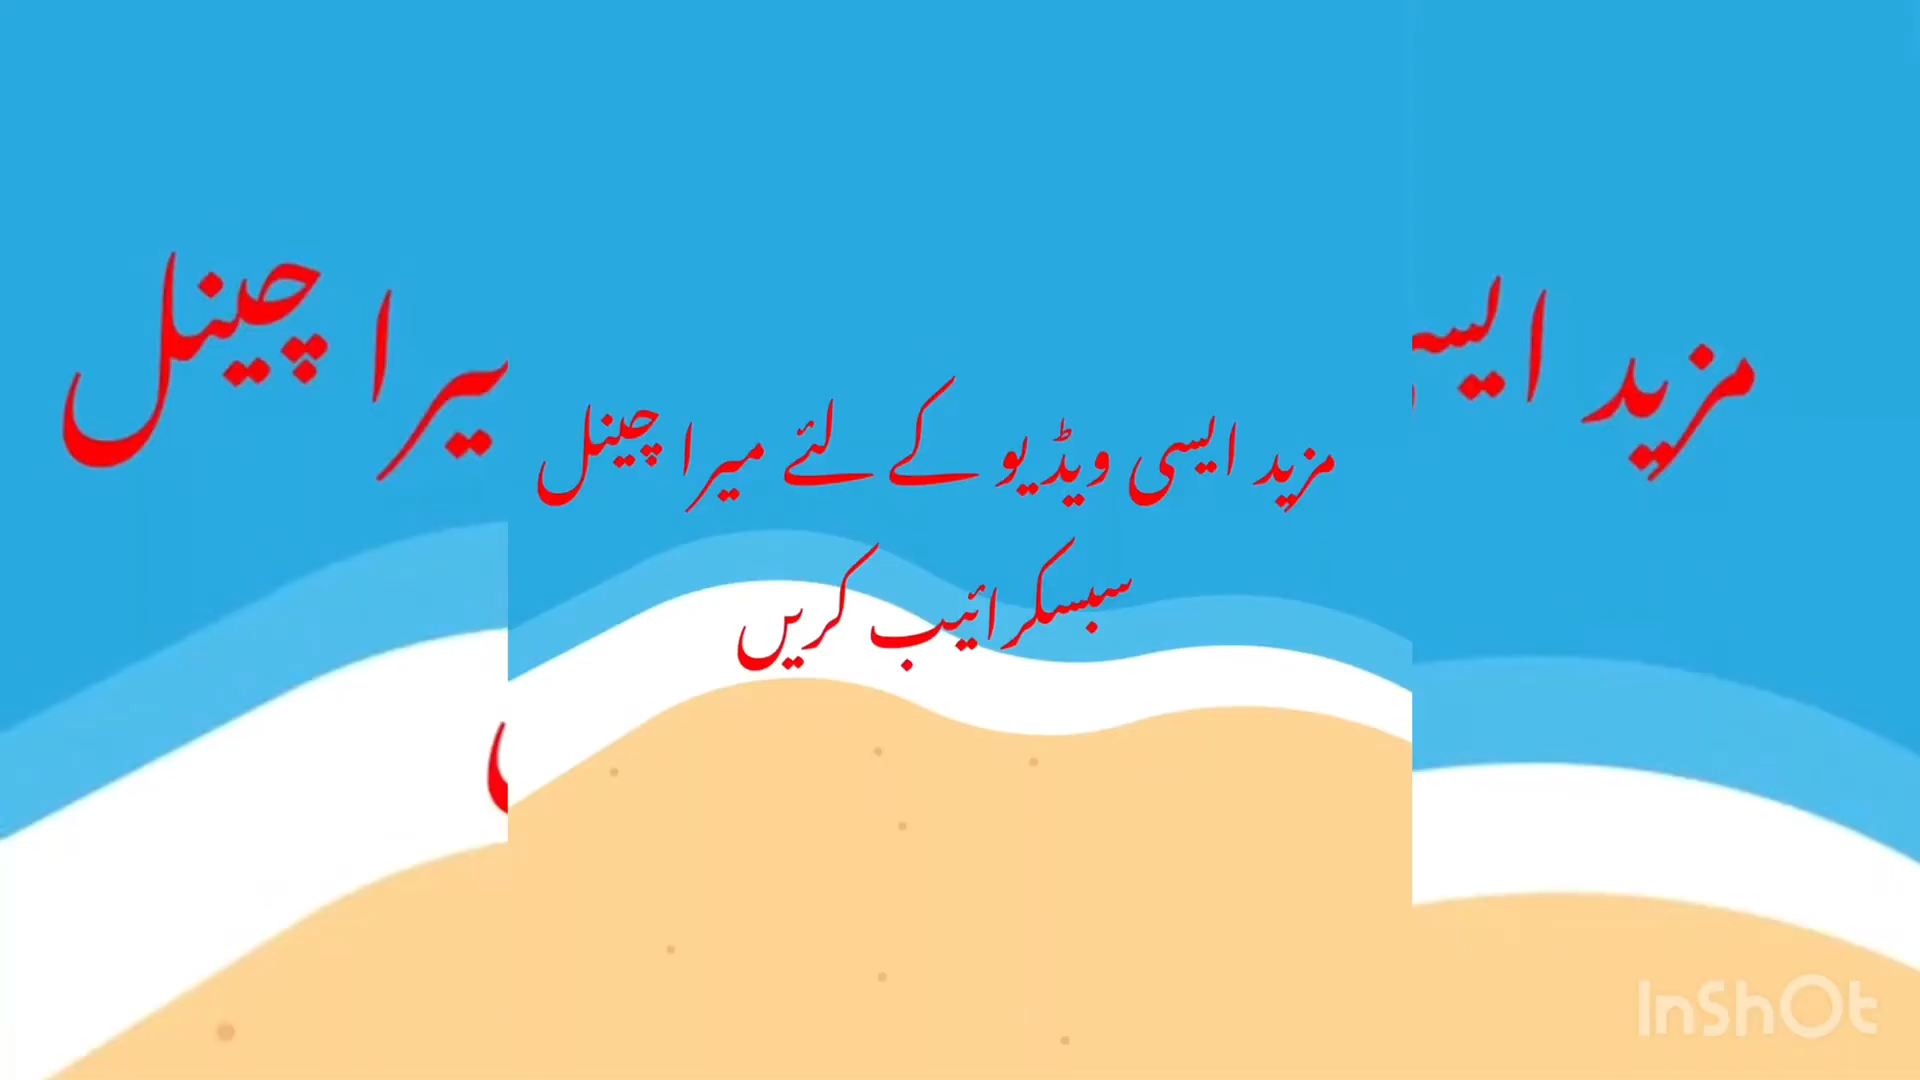 مزید ایسی ویڈیو کے لئے میرا چینل
سبسکرائیب کریں
InShOt